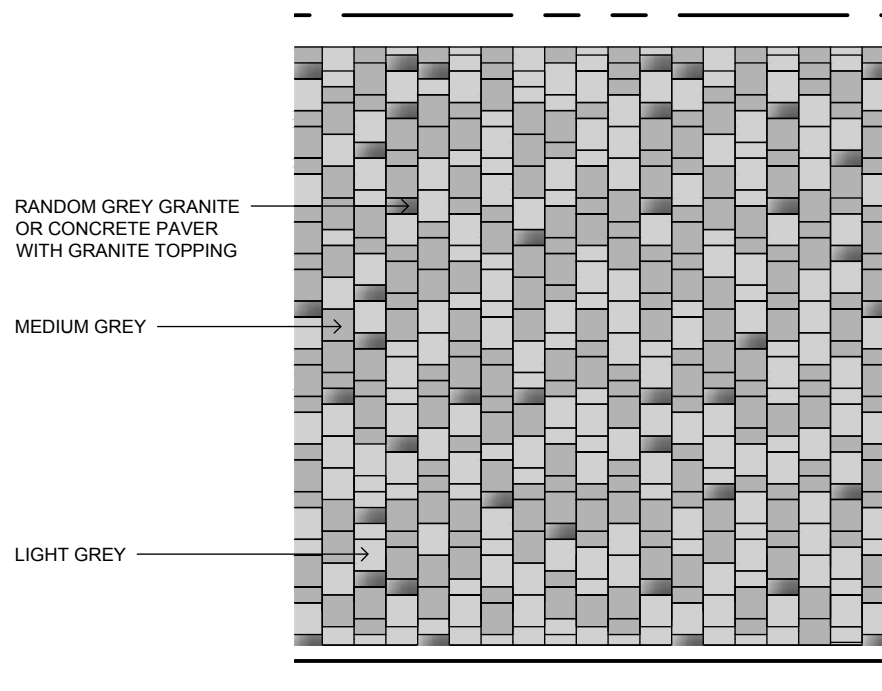 RANDOM GREY GRANITE
OR CONCRETE PAVER
WITH GRANITE TOPPING
MEDIUM GREY
LIGHT GREY